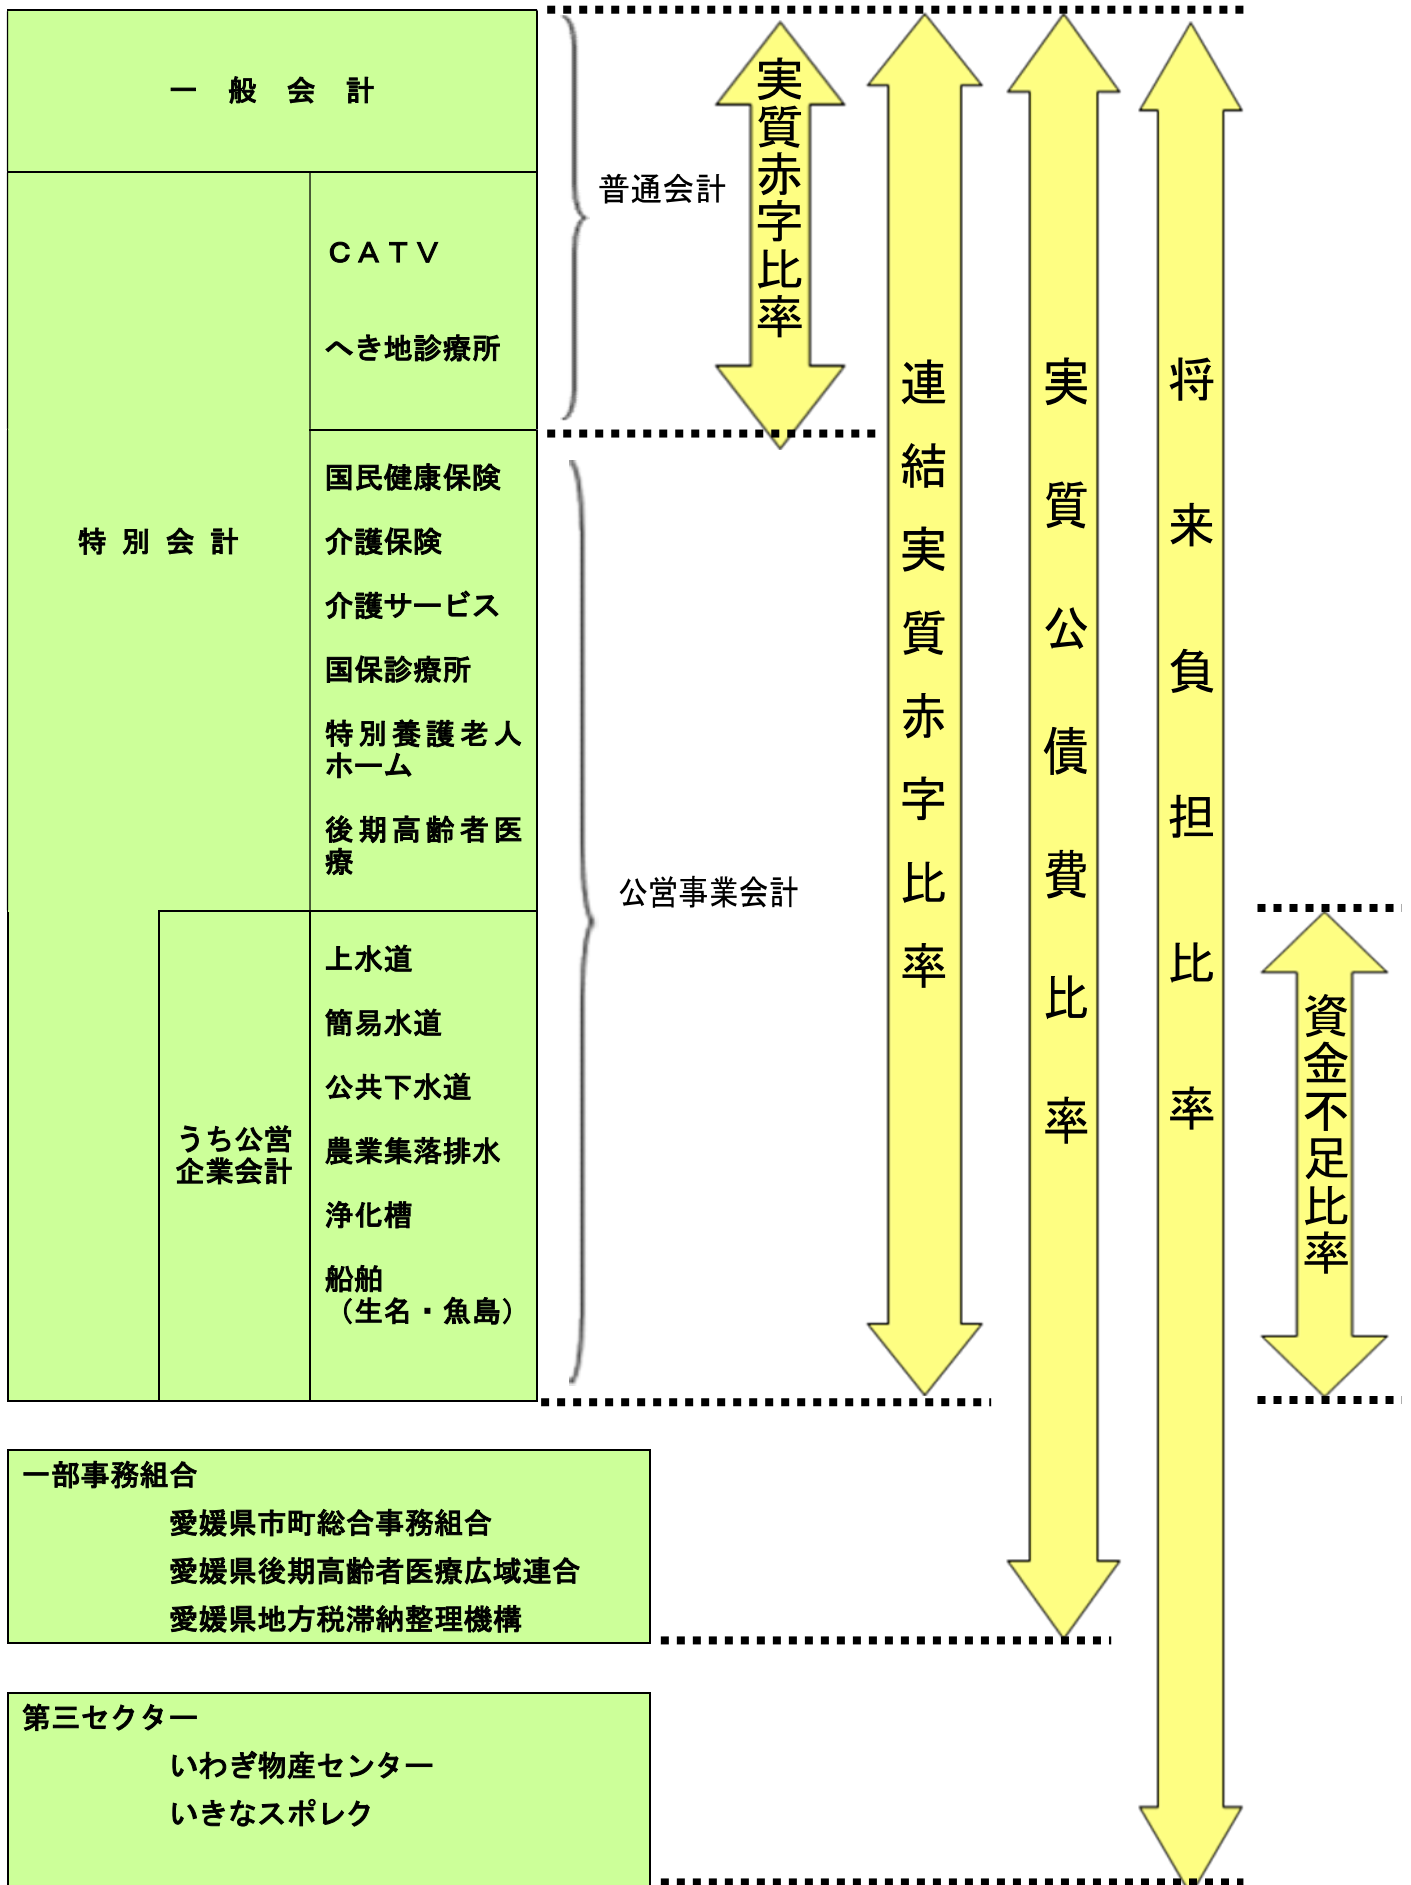 一 般 会 計
特 別 会 計
ＣＡＴＶ
へき地診療所
国民健康保険
介護保険
介護サービス
国保診療所
特別養護老人
ホーム
後期高齢者医
療
うち公営
企業会計
上水道
簡易水道
公共下水道
農業集落排水
浄化槽
船舶
（生名・魚島）
普通会計
公営事業会計
実質赤字比率
連結実質赤字比率
実質公債費比率
将来負担比率
資金不足比率
一部事務組合
愛媛県市町総合事務組合
愛媛県後期高齢者医療広域連合
愛媛県地方税滞納整理機構
第三セクター
いわぎ物産センター
いきなスポレク